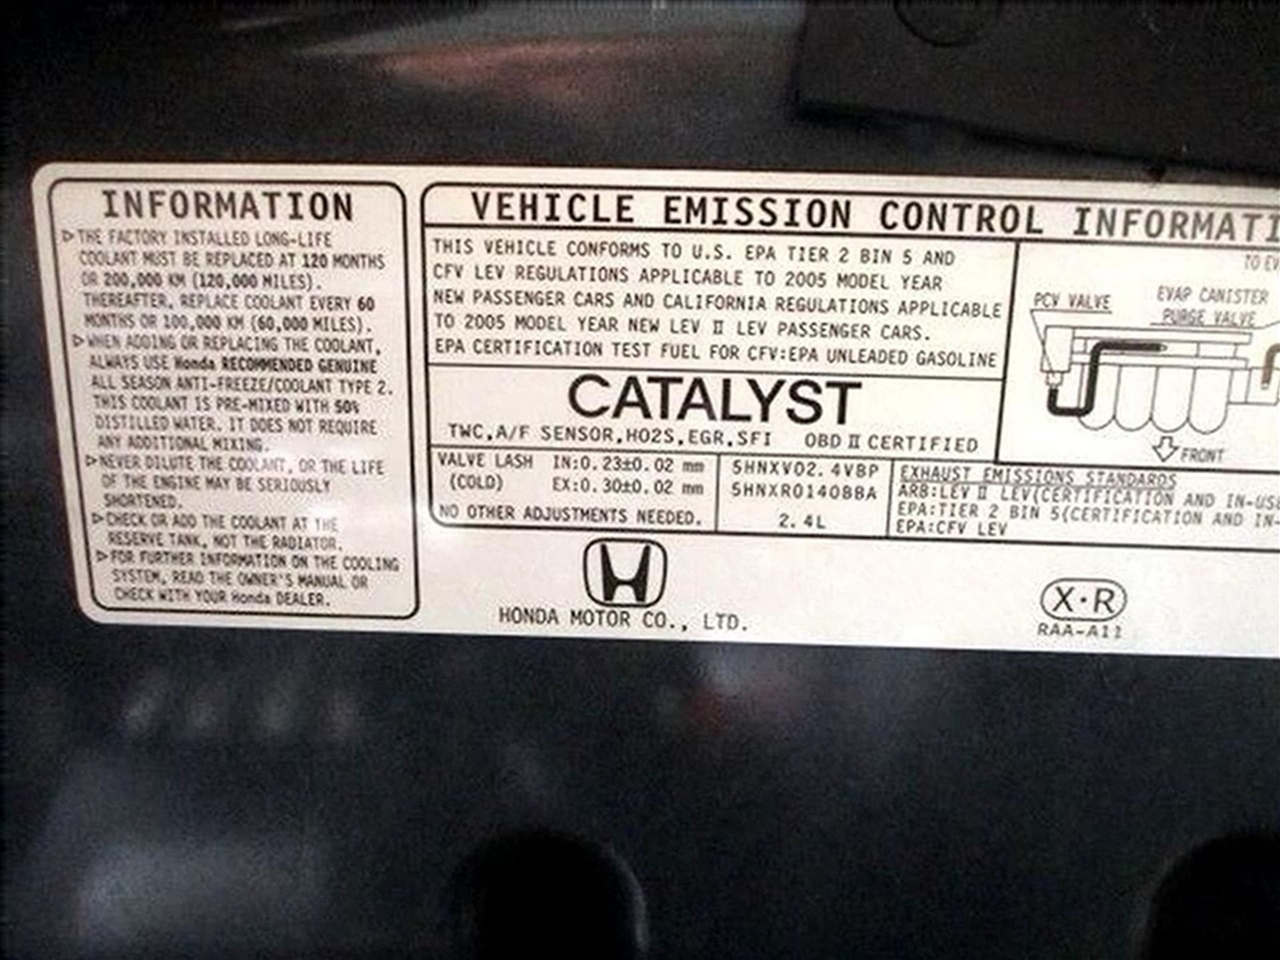 INFORMATION
▷THE FACTORY INSTALLED LONG-LIFE
COOLANT MUST BE REPLACED AT 120 MONTHS
OR 200,000 KM (120,000 MILES).
THEREAFTER, REPLACE COOLANT EVERY 60
MONTHS OR 100,000 KM (60,000 MILES).
▷WHEN ADDING OR REPLACING THE COOLANT,
ALWAYS USE Honda RECOMMENDED GENUINE
ALL SEASON ANTI-FREEZE/COOLANT TYPE 2.
THIS COOLANT IS PRE-MIXED WITH 50%
DISTILLED WATER. IT DOES NOT REQUIRE
ANY ADDITIONAL MIXING.
▷NEVER DILUTE THE COOLANT, OR THE LIFE
OF THE ENGINE MAY BE SERIOUSLY
SHORTENED.
▷CHECK OR ADD THE COOLANT AT THE
RESERVE TANK, NOT THE RADIATOR.
▷FOR FURTHER INFORMATION ON THE COOLING
SYSTEM, READ THE OWNER'S MANUAL OR
CHECK WITH YOUR Honda DEALER.
VEHICLE EMISSION CONTROL INFORMATI
THIS VEHICLE CONFORMS TO U.S. EPA TIER 2 BIN 5 AND
CFV LEV REGULATIONS APPLICABLE TO 2005 MODEL YEAR
NEW PASSENGER CARS AND CALIFORNIA REGULATIONS APPLICABLE
TO 2005 MODEL YEAR NEW LEV II LEV PASSENGER CARS.
EPA CERTIFICATION TEST FUEL FOR CFV:EPA UNLEADED GASOLINE
CATALYST
TWC,A/F SENSOR,HO2S,EGR,SFI OBD II CERTIFIED
VALVE LASH IN:0.23±0.02 mm
(COLD) EX:0.30±0.02 mm
NO OTHER ADJUSTMENTS NEEDED.
5HNXV02.4VBP
5HNXR0140BBA
2.4L
TO EV
PCV VALVE
EVAP CANISTER
PURGE VALVE
FRONT
EXHAUST EMISSIONS STANDARDS
ARB:LEV II LEV(CERTIFICATION AND IN-US
EPA:TIER 2 BIN 5(CERTIFICATION AND IN-
EPA:CFV LEV
HONDA MOTOR CO., LTD.
X·R
RAA-A11